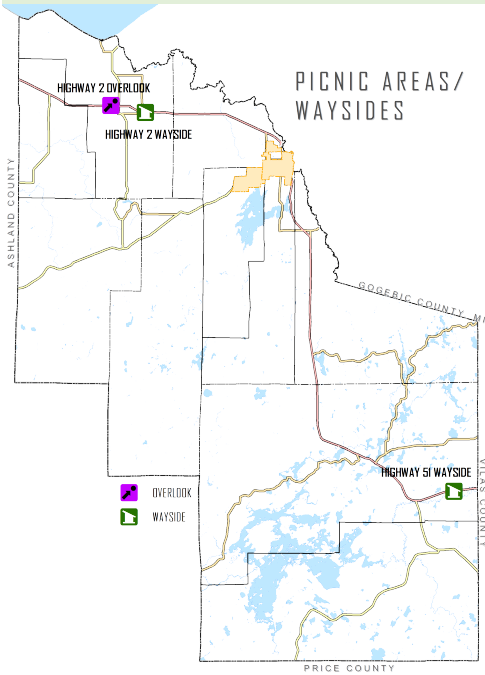 HIGHWAY 2 OVERLOOK
PICNIC AREAS/
WAYSIDES
HIGHWAY 2 WAYSIDE
ASHLAND COUNTY
GOGEBIC COUNTY, MI
HIGHWAY 51 WAYSIDE
VILAS COUNTY
OVERLOOK
WAYSIDE
PRICE COUNTY